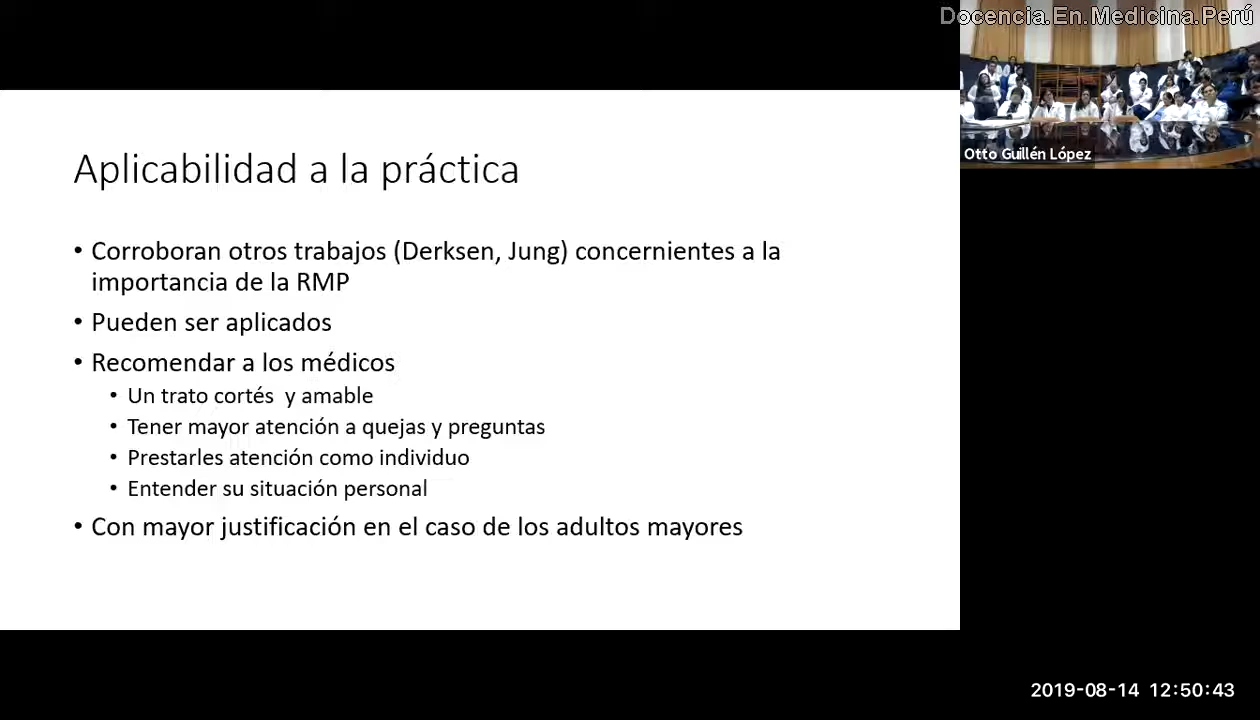 Docencia.En.Medicina.Perú
Otto Guillén López
Aplicabilidad a la práctica
• Corroboran otros trabajos (Derksen, Jung) concernientes a la
importancia de la RMP
• Pueden ser aplicados
• Recomendar a los médicos
• Un trato cortés y amable
• Tener mayor atención a quejas y preguntas
• Prestarles atención como individuo
• Entender su situación personal
• Con mayor justificación en el caso de los adultos mayores
2019-08-14 12:50:43